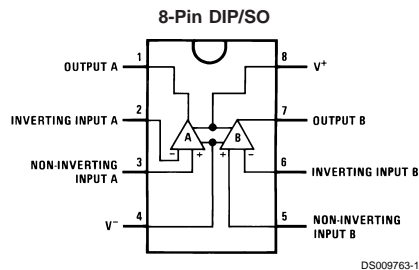 8-Pin DIP/SO
1
8
OUTPUT A
V+
2
7
INVERTING INPUT A
OUTPUT B
A
B
- +
+ -
3
6
NON-INVERTING
INPUT A
INVERTING INPUT B
4
5
V−
NON-INVERTING
INPUT B
DS009763-1